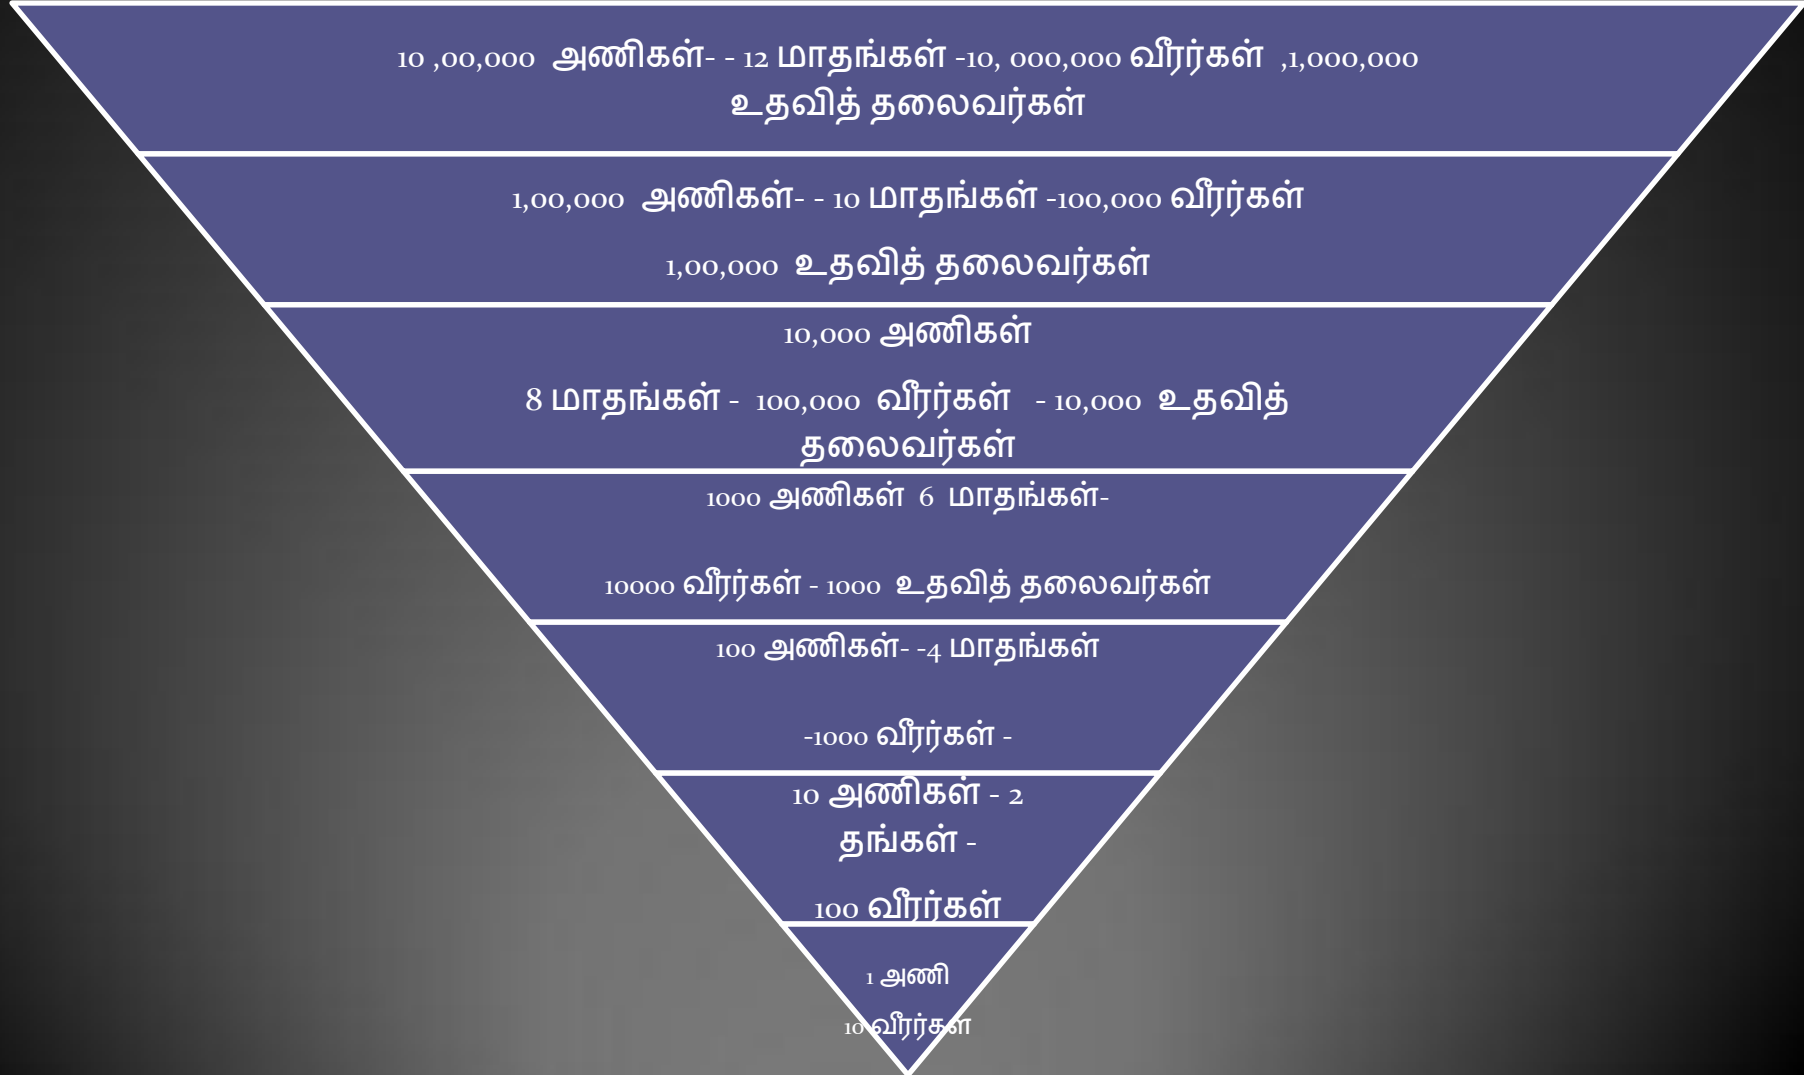 10 ,00,000 அணிகள்- - 12 மாதங்கள் -10, 000,000 வீரர்கள் ,1,000,000
உதவித் தலைவர்கள்
1,00,000 அணிகள்- - 10 மாதங்கள் -100,000 வீரர்கள்
1,00,000 உதவித் தலைவர்கள்
10,000 அணிகள்
8 மாதங்கள் - 100,000 வீரர்கள் - 10,000 உதவித்
தலைவர்கள்
1000 அணிகள் 6 மாதங்கள்-
10000 வீரர்கள் - 1000 உதவித் தலைவர்கள்
100 அணிகள்- -4 மாதங்கள்
-1000 வீரர்கள் -
10 அணிகள் - 2
தங்கள் -
100 வீரர்கள்
1 அணி
10 வீரர்கள